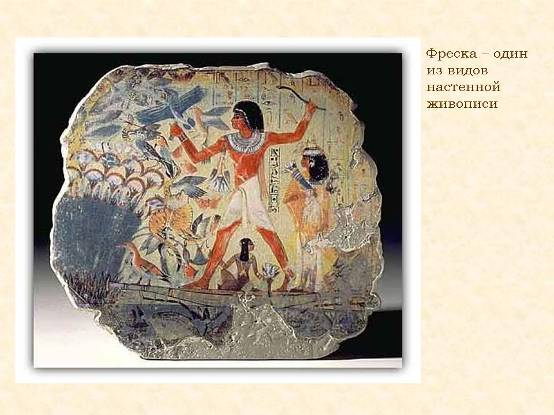 Фреска – один
из видов
настенной
живописи